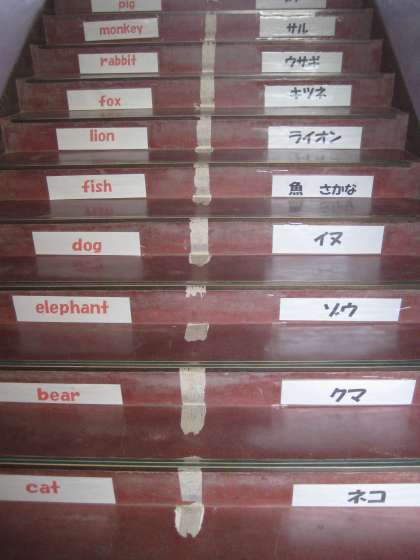 pig
monkey サル
rabbit ウサギ
fox キツネ
lion ライオン
fish 魚 さかな
dog イヌ
elephant ゾウ
bear クマ
cat ネコ